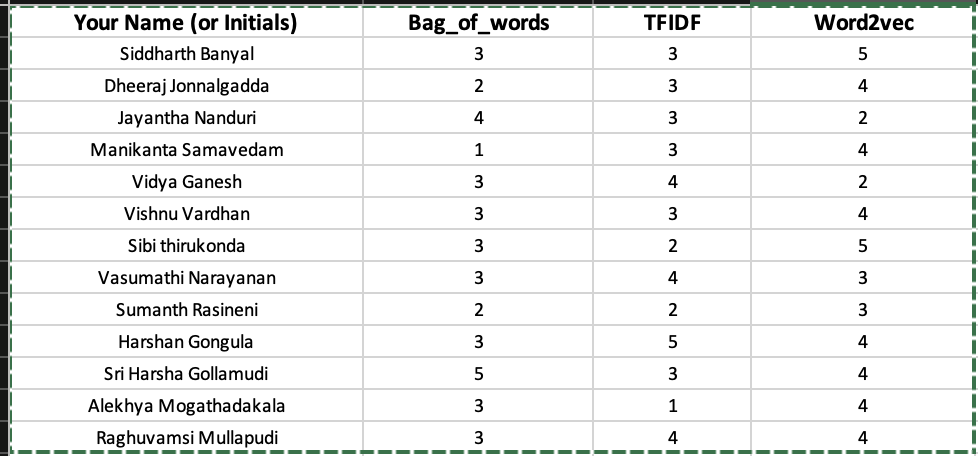 Your Name (or Initials) Bag_of_words TFIDF Word2vec
Siddharth Banyal 3 3 5
Dheeraj Jonnalgadda 2 3 4
Jayantha Nanduri 4 3 2
Manikanta Samavedam 1 3 4
Vidya Ganesh 3 4 2
Vishnu Vardhan 3 3 4
Sibi thirukonda 3 2 5
Vasumathi Narayanan 3 4 3
Sumanth Rasineni 2 2 3
Harshan Gongula 3 5 4
Sri Harsha Gollamudi 5 3 4
Alekhya Mogathadakala 3 1 4
Raghuvamsi Mullapudi 3 4 4